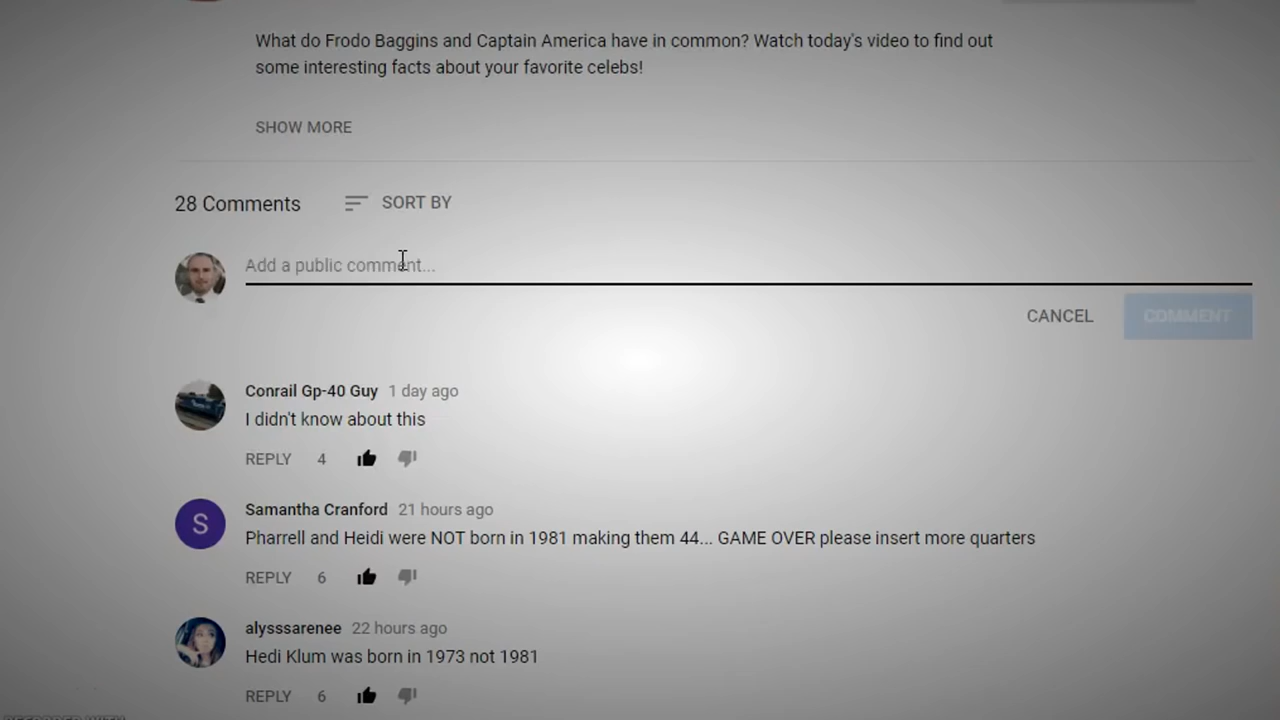 What do Frodo Baggins and Captain America have in common? Watch today's video to find out
some interesting facts about your favorite celebs!
SHOW MORE
28 Comments SORT BY
Add a public comment...
CANCEL COMMENT
Conrail Gp-40 Guy 1 day ago
I didn't know about this
REPLY 4
S
Samantha Cranford 21 hours ago
Pharrell and Heidi were NOT born in 1981 making them 44... GAME OVER please insert more quarters
REPLY 6
alysssarenee 22 hours ago
Hedi Klum was born in 1973 not 1981
REPLY 6